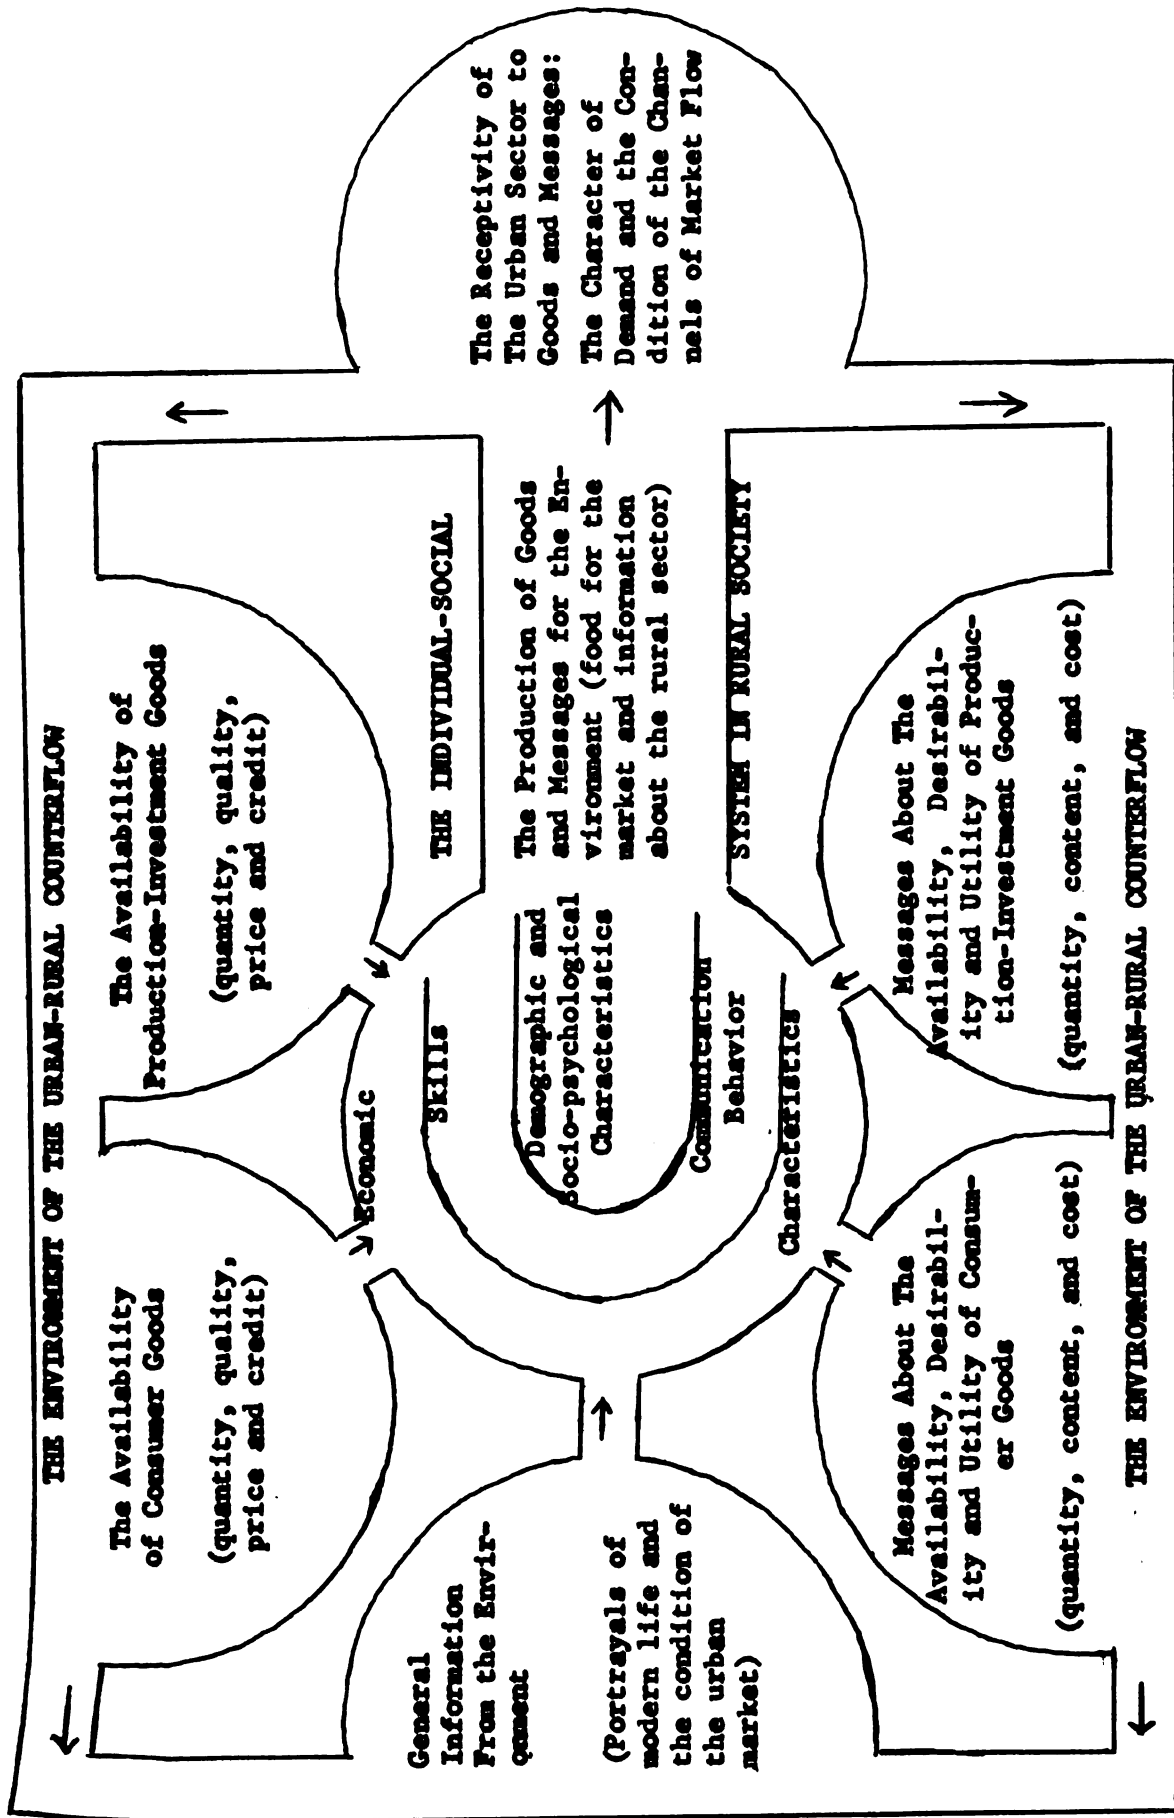 THE ENVIRONMENT OF THE URBAN-RURAL COUNTERFLOW
The Availability
of Consumer Goods
(quantity, quality,
price and credit)
The Availability of
Production-Investment Goods
(quantity, quality,
price and credit)
General
Information
From the Envir-
onment
(Portrayals of
modern life and
the condition of
the urban
market)
Economic
Skills
Demographic and
Socio-psychological
Characteristics
Communication
Behavior
Characteristics
THE INDIVIDUAL-SOCIAL
The Production of Goods
and Messages for the En-
vironment (food for the
market and information
about the rural sector)
SYSTEM IN RURAL SOCIETY
The Receptivity of
The Urban Sector to
Goods and Messages:
The Character of
Demand and the Con-
dition of the Chan-
nels of Market Flow
Messages About The
Availability, Desirabil-
ity and Utility of Consum-
er Goods
(quantity, content, and cost)
Messages About The
Availability, Desirabil-
ity and Utility of Produc-
tion-Investment Goods
(quantity, content, and cost)
THE ENVIRONMENT OF THE URBAN-RURAL COUNTERFLOW